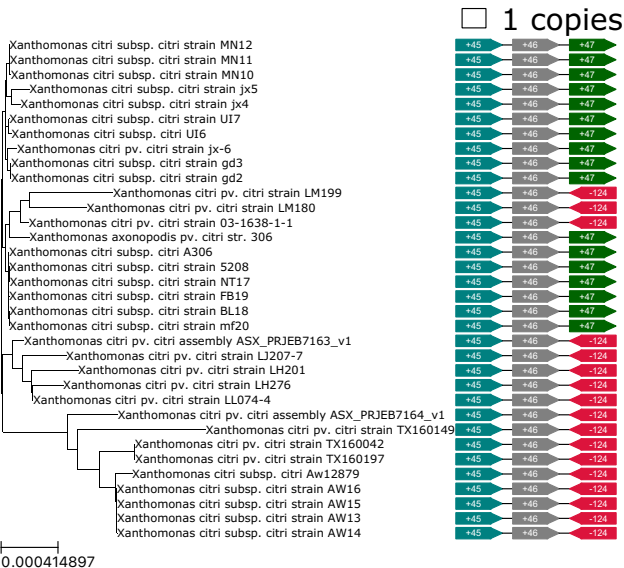 1 copies
Xanthomonas citri subsp. citri strain MN12 +45 +46 +47
Xanthomonas citri subsp. citri strain MN11 +45 +46 +47
Xanthomonas citri subsp. citri strain MN10 +45 +46 +47
Xanthomonas citri subsp. citri strain jx5 +45 +46 +47
Xanthomonas citri subsp. citri strain jx4 +45 +46 +47
Xanthomonas citri subsp. citri strain UI7 +45 +46 +47
Xanthomonas citri subsp. citri UI6 +45 +46 +47
Xanthomonas citri pv. citri strain jx-6 +45 +46 +47
Xanthomonas citri subsp. citri strain gd3 +45 +46 +47
Xanthomonas citri subsp. citri strain gd2 +45 +46 +47
Xanthomonas citri pv. citri strain LM199 +45 +46 -124
Xanthomonas citri pv. citri strain LM180 +45 +46 -124
Xanthomonas citri pv. citri strain 03-1638-1-1 +45 +46 -124
Xanthomonas axonopodis pv. citri str. 306 +45 +46 +47
Xanthomonas citri subsp. citri A306 +45 +46 +47
Xanthomonas citri subsp. citri strain 5208 +45 +46 +47
Xanthomonas citri subsp. citri strain NT17 +45 +46 +47
Xanthomonas citri subsp. citri strain FB19 +45 +46 +47
Xanthomonas citri subsp. citri strain BL18 +45 +46 +47
Xanthomonas citri subsp. citri strain mf20 +45 +46 +47
Xanthomonas citri pv. citri assembly ASX_PRJEB7163_v1 +45 +46 -124
Xanthomonas citri pv. citri strain LJ207-7 +45 +46 -124
Xanthomonas citri pv. citri strain LH201 +45 +46 -124
Xanthomonas citri pv. citri strain LH276 +45 +46 -124
Xanthomonas citri pv. citri strain LL074-4 +45 +46 -124
Xanthomonas citri pv. citri assembly ASX_PRJEB7164_v1 +45 +46 -124
Xanthomonas citri pv. citri strain TX160149 +45 +46 -124
Xanthomonas citri pv. citri strain TX160042 +45 +46 -124
Xanthomonas citri pv. citri strain TX160197 +45 +46 -124
Xanthomonas citri subsp. citri Aw12879 +45 +46 -124
Xanthomonas citri subsp. citri strain AW16 +45 +46 -124
Xanthomonas citri subsp. citri strain AW15 +45 +46 -124
Xanthomonas citri subsp. citri strain AW13 +45 +46 -124
Xanthomonas citri subsp. citri strain AW14 +45 +46 -124
0.000414897